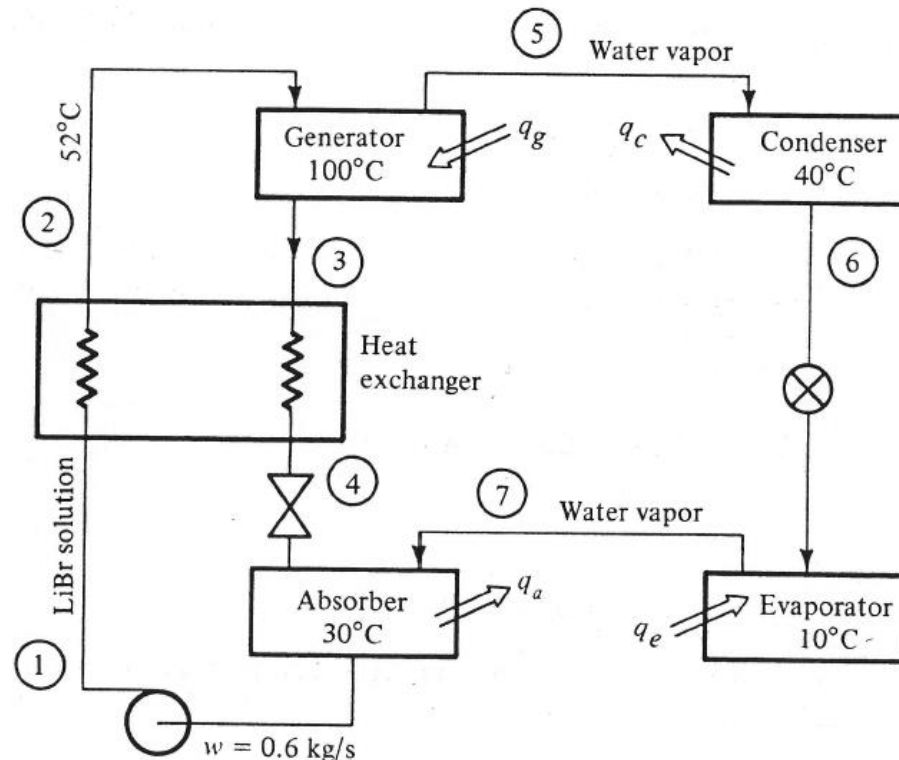 5
Water vapor
52°C
Generator
100°C
q_g
q_c
Condenser
40°C
2
3
6
Heat
exchanger
LiBr solution
4
7
Water vapor
Absorber
30°C
q_a
q_e
Evaporator
10°C
1
w = 0.6 kg/s